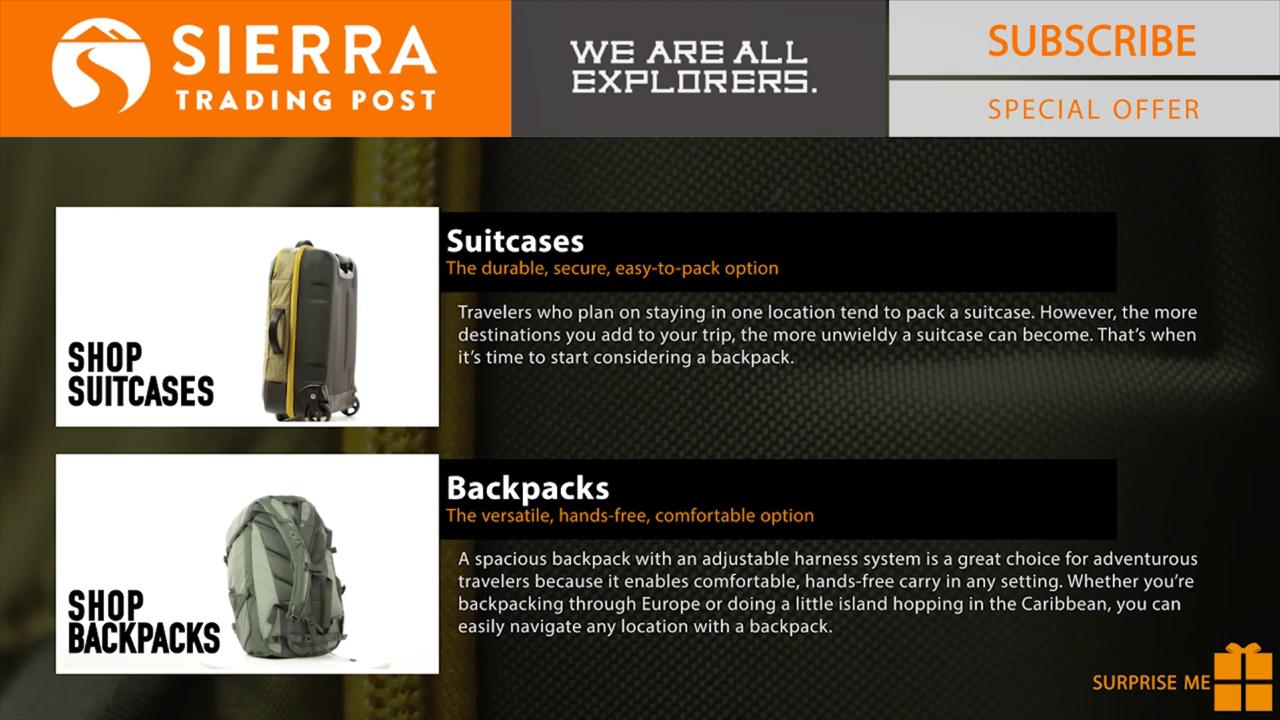 SIERRA
TRADING POST
WE ARE ALL
EXPLORERS.
SUBSCRIBE
SPECIAL OFFER
SHOP
SUITCASES
Suitcases
The durable, secure, easy-to-pack option
Travelers who plan on staying in one location tend to pack a suitcase. However, the more
destinations you add to your trip, the more unwieldy a suitcase can become. That’s when
it’s time to start considering a backpack.
SHOP
BACKPACKS
Backpacks
The versatile, hands-free, comfortable option
A spacious backpack with an adjustable harness system is a great choice for adventurous
travelers because it enables comfortable, hands-free carry in any setting. Whether you’re
backpacking through Europe or doing a little island hopping in the Caribbean, you can
easily navigate any location with a backpack.
SURPRISE ME